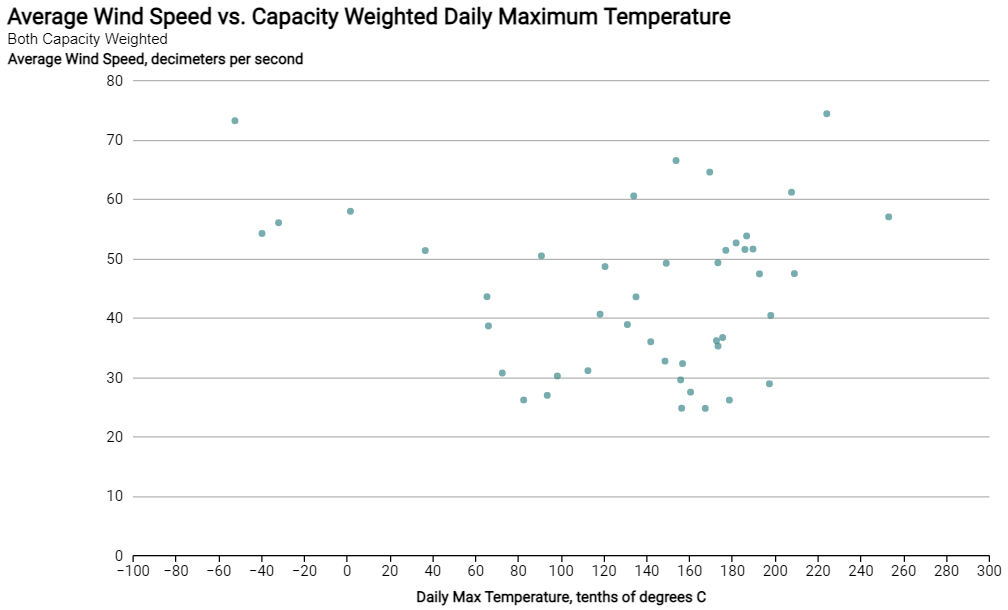 Average Wind Speed vs. Capacity Weighted Daily Maximum Temperature
Both Capacity Weighted
Average Wind Speed, decimeters per second
80
70
60
50
40
30
20
10
0
−100 −80 −60 −40 −20 0 20 40 60 80 100 120 140 160 180 200 220 240 260 280 300
Daily Max Temperature, tenths of degrees C